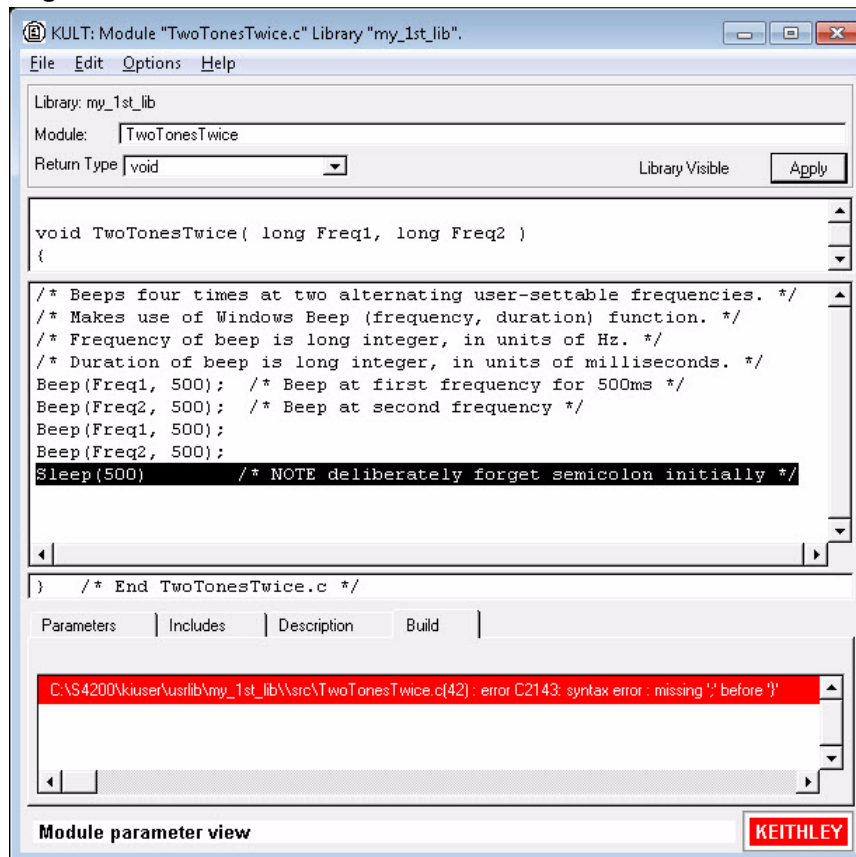 KULT: Module "TwoTonesTwice.c" Library "my_1st_lib".
File Edit Options Help
Library: my_1st_lib
Module: TwoTonesTwice
Return Type void Library Visible Apply
void TwoTonesTwice( long Freq1, long Freq2 )
{
/* Beeps four times at two alternating user-settable frequencies. */
/* Makes use of Windows Beep (frequency, duration) function. */
/* Frequency of beep is long integer, in units of Hz. */
/* Duration of beep is long integer, in units of milliseconds. */
Beep(Freq1, 500); /* Beep at first frequency for 500ms */
Beep(Freq2, 500); /* Beep at second frequency */
Beep(Freq1, 500);
Beep(Freq2, 500);
Sleep(500) /* NOTE deliberately forget semicolon initially */
} /* End TwoTonesTwice.c */
Parameters Includes Description Build
C:\S4200\kiuser\usrlib\my_1st_lib\\src\TwoTonesTwice.c(42) : error C2143: syntax error : missing ';' before '}'
Module parameter view KEITHLEY